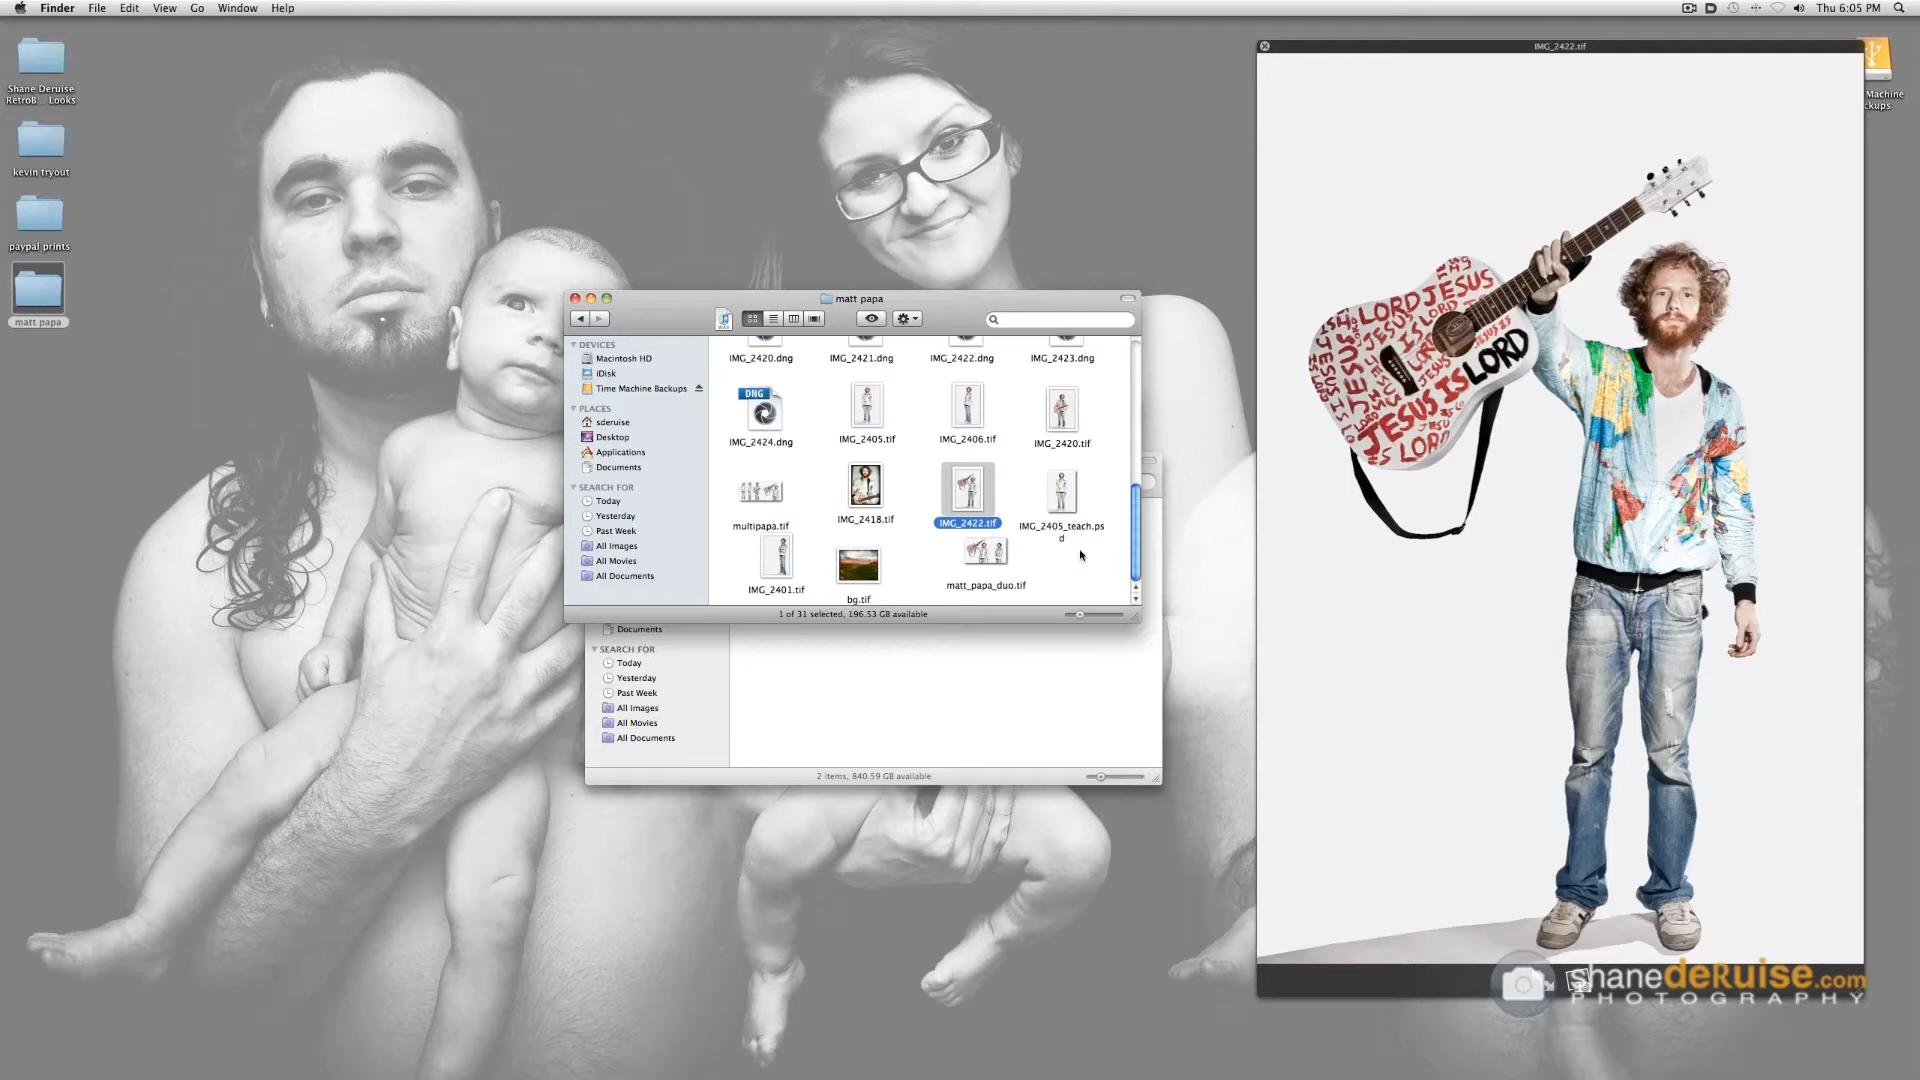 Finder File Edit View Go Window Help
Thu 6:05 PM
Shane Deruise
RetroB... Looks
kevin tryout
paypal prints
matt papa
IMG_2422.tif
Machine
ckups
matt papa
DEVICES
Macintosh HD
iDisk
Time Machine Backups
PLACES
sderuise
Desktop
Applications
Documents
SEARCH FOR
Today
Yesterday
Past Week
All Images
All Movies
All Documents
IMG_2420.dng IMG_2421.dng IMG_2422.dng IMG_2423.dng
DNG
IMG_2424.dng IMG_2405.tif IMG_2406.tif IMG_2420.tif
multipapa.tif IMG_2418.tif IMG_2422.tif IMG_2405_teach.ps
d
IMG_2401.tif bg.tif matt_papa_duo.tif
1 of 31 selected, 196.53 GB available
Documents
SEARCH FOR
Today
Yesterday
Past Week
All Images
All Movies
All Documents
2 items, 840.59 GB available
LORD JESUS
JESUS IS LORD
JESUS IS
LORD
shanedeRuise.com
PHOTOGRAPHY